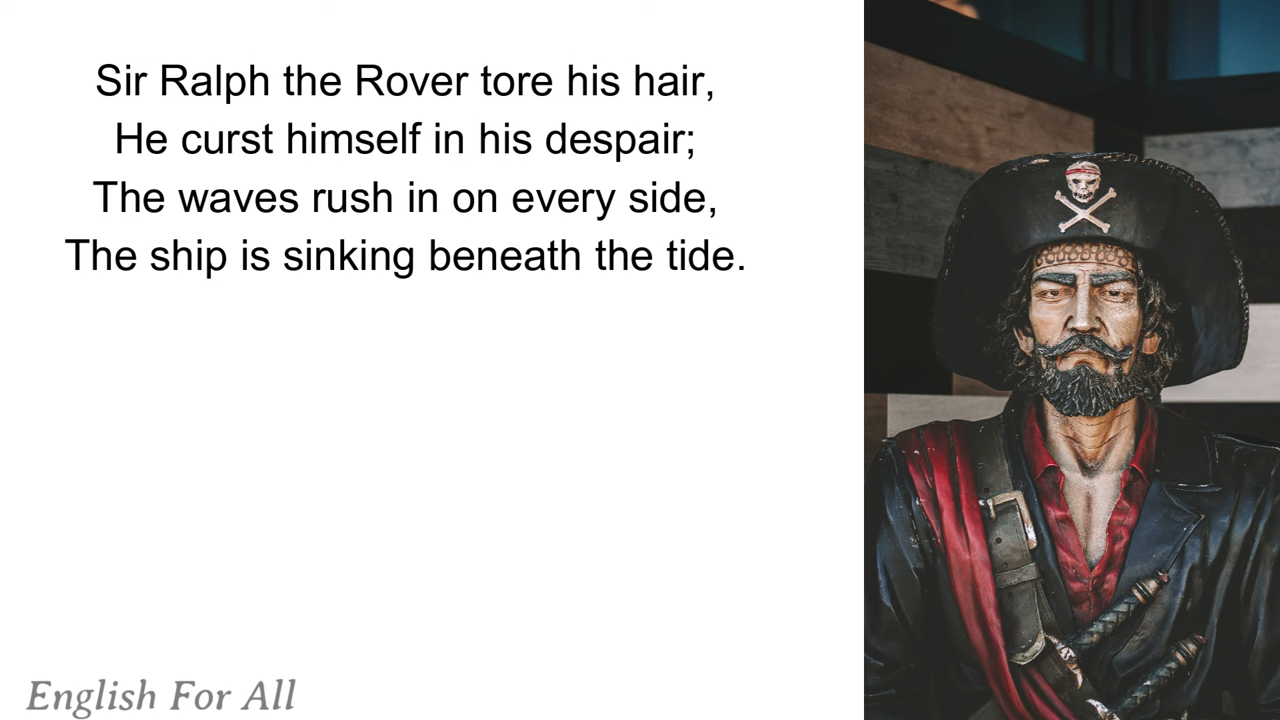 Sir Ralph the Rover tore his hair,
He curst himself in his despair;
The waves rush in on every side,
The ship is sinking beneath the tide.
English For All